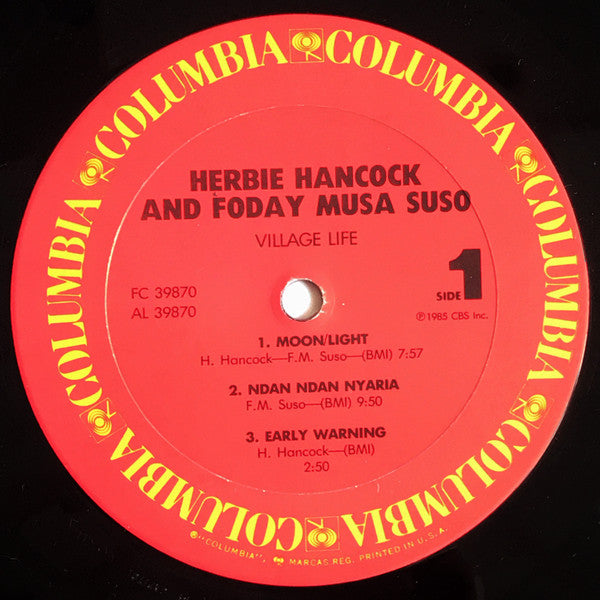 COLUMBIA COLUMBIA COLUMBIA COLUMBIA COLUMBIA COLUMBIA COLUMBIA COLUMBIA
HERBIE HANCOCK
AND FODAY MUSA SUSO
VILLAGE LIFE
FC 39870
AL 39870
SIDE 1
℗1985 CBS Inc.
1. MOON/LIGHT
H. Hancock—F.M. Suso—(BMI) 7:57
2. NDAN NDAN NYARIA
F.M. Suso—(BMI) 9:50
3. EARLY WARNING
H. Hancock—(BMI)
2:50
®"COLUMBIA", MARCAS REG. PRINTED IN U.S.A.